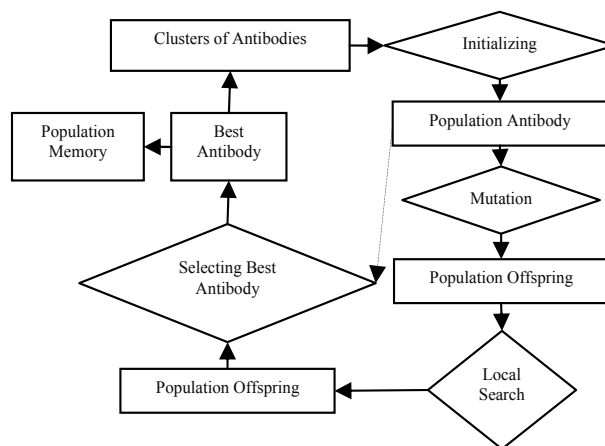 Clusters of Antibodies
Initializing
Population
Memory
Best
Antibody
Population Antibody
Mutation
Selecting Best
Antibody
Population Offspring
Population Offspring
Local
Search